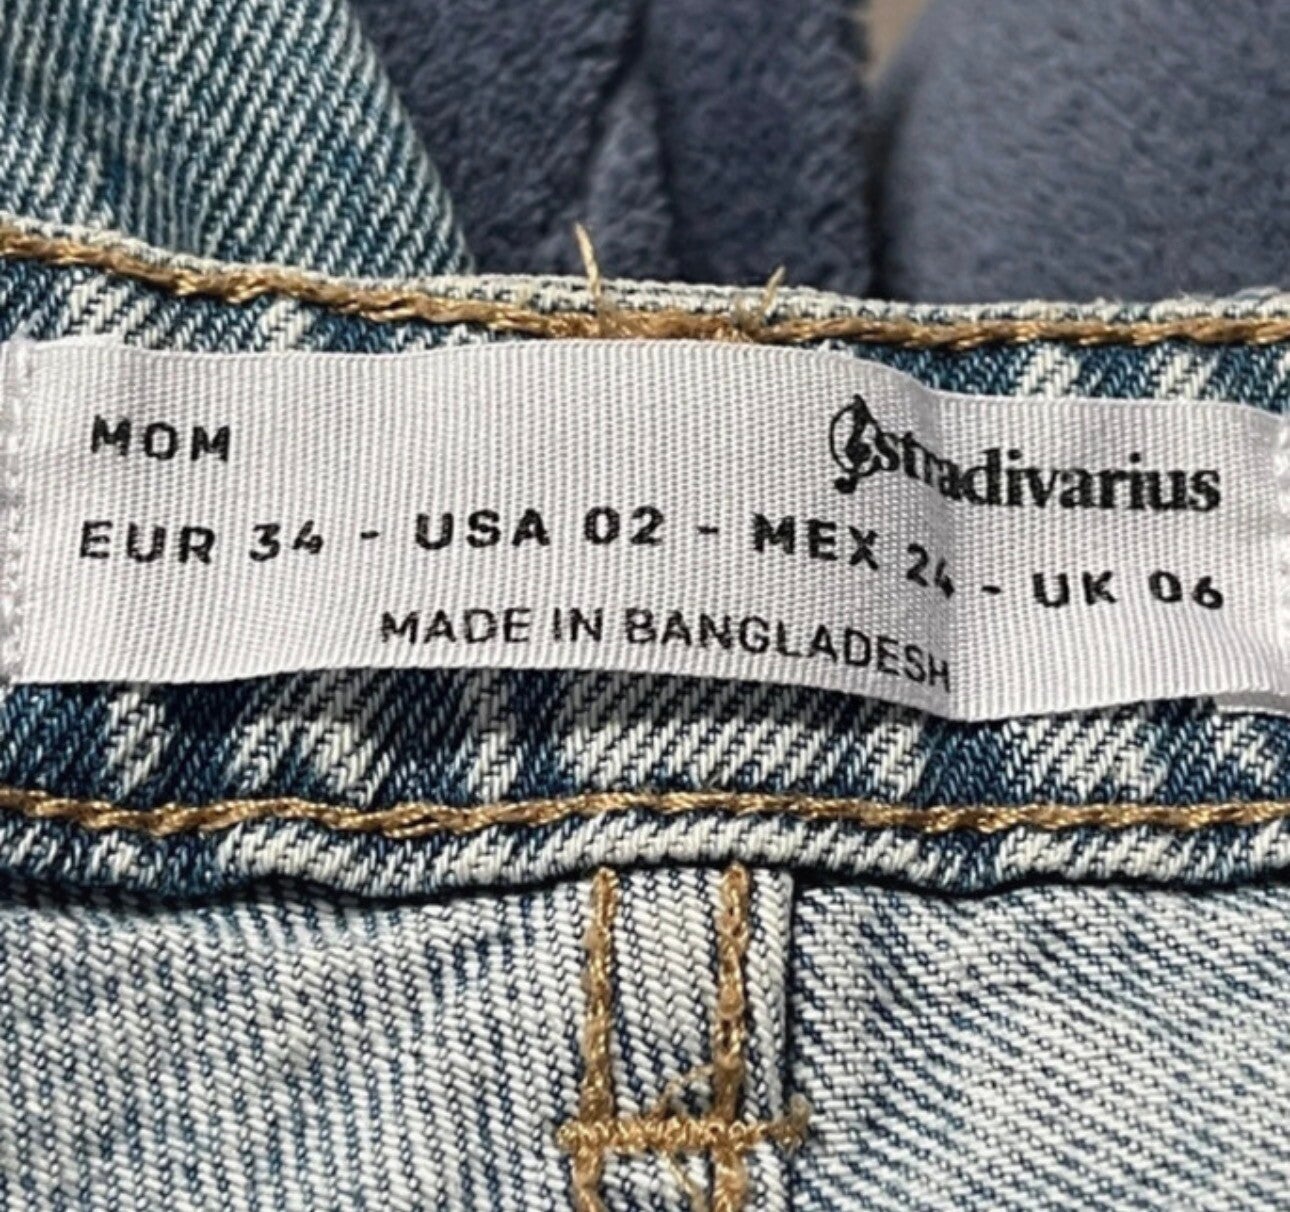 MOM
stradivarius
EUR 34 - USA 02 - MEX 24 - UK 06
MADE IN BANGLADESH